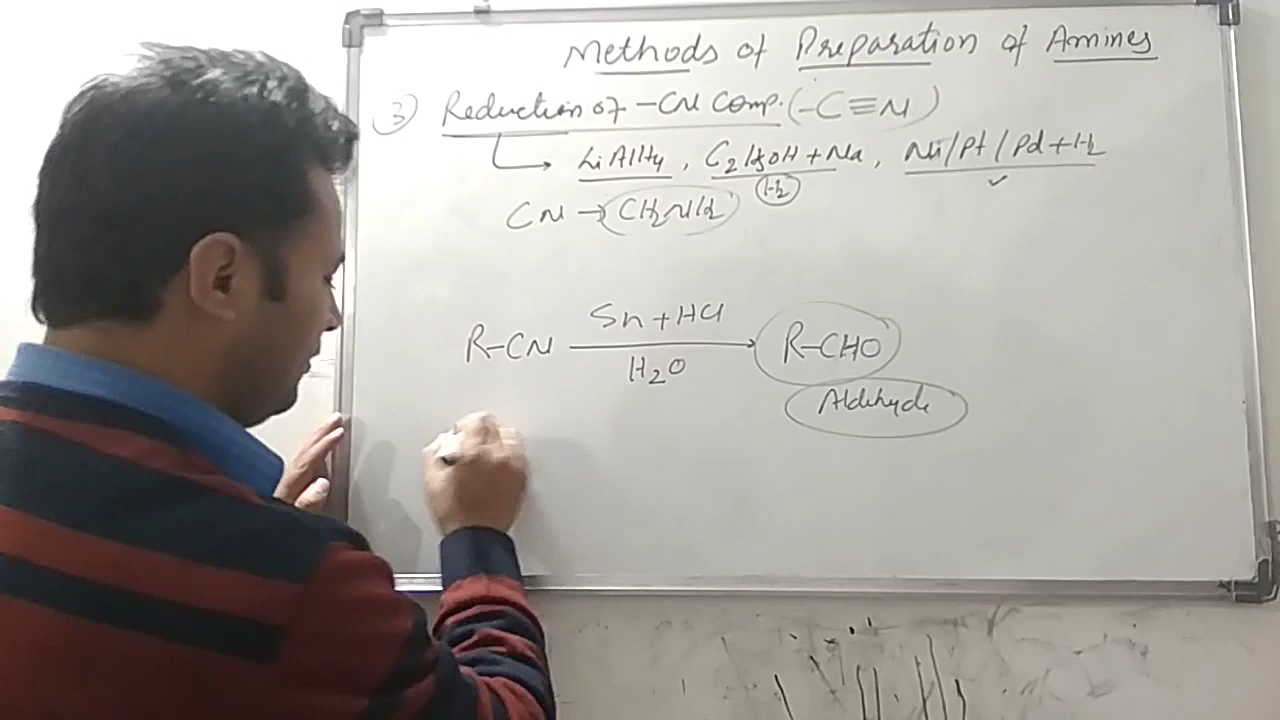 Methods of Preparation of Amines
3) Reduction of -CN Comp. (-C≡N)
LiAlH4, C2H5OH + Na, Ni/Pt/Pd + H2
H2
CN → CH2NH2
Sn + HCl
R-CN → R-CHO
H2O
Aldehyde